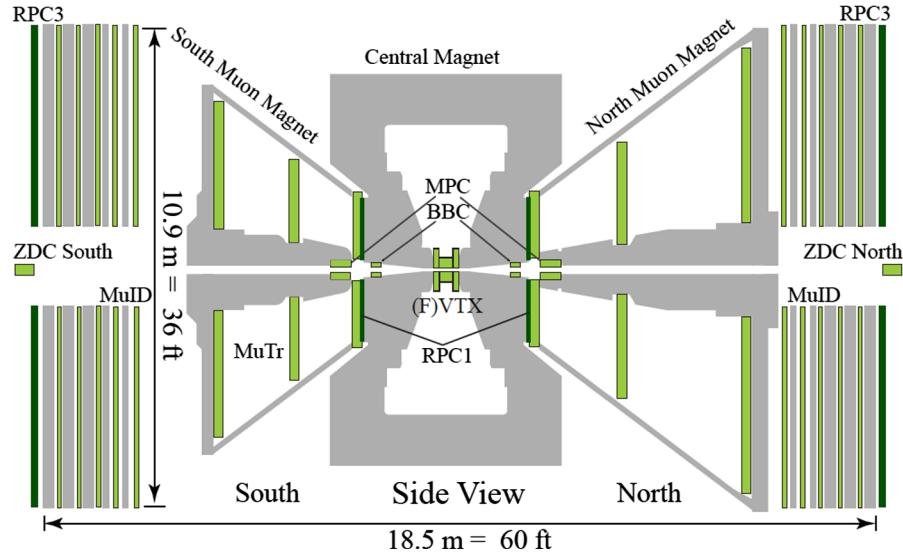 RPC3
RPC3
South Muon Magnet
Central Magnet
North Muon Magnet
MPC
BBC
ZDC South
ZDC North
10.9 m = 36 ft
MuID
MuID
(F)VTX
MuTr
RPC1
South
Side View
North
18.5 m = 60 ft